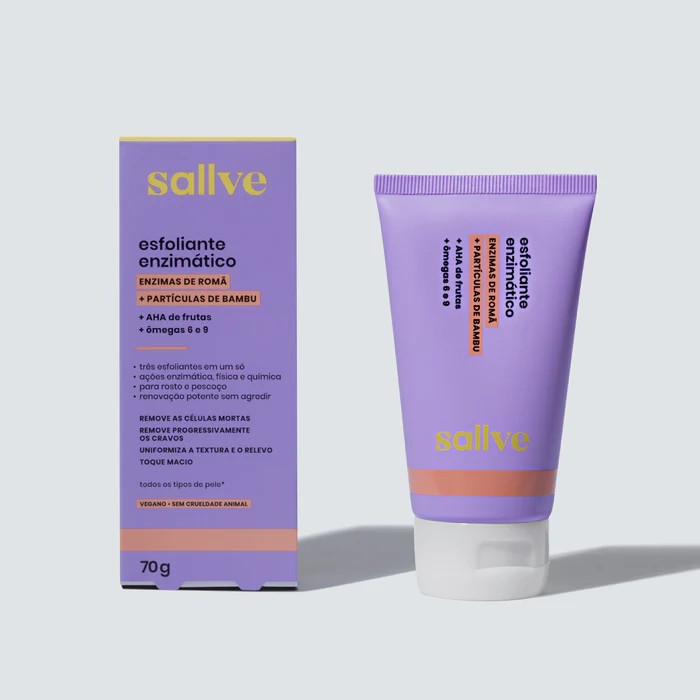 sallve
esfoliante
enzimático
ENZIMAS DE ROMÃ
+ PARTÍCULAS DE BAMBU
+ AHA de frutas
+ ômegas 6 e 9
• três esfoliantes em um só
• ações enzimática, física e química
• para rosto e pescoço
• renovação potente sem agredir
REMOVE AS CÉLULAS MORTAS
REMOVE PROGRESSIVAMENTE
OS CRAVOS
UNIFORMIZA A TEXTURA E O RELEVO
TOQUE MACIO
todos os tipos de pele*
VEGANO • SEM CRUELDADE ANIMAL
70g
esfoliante
enzimático
ENZIMAS DE ROMÃ
+ PARTÍCULAS DE BAMBU
+ AHA de frutas
+ ômegas 6 e 9
sallve